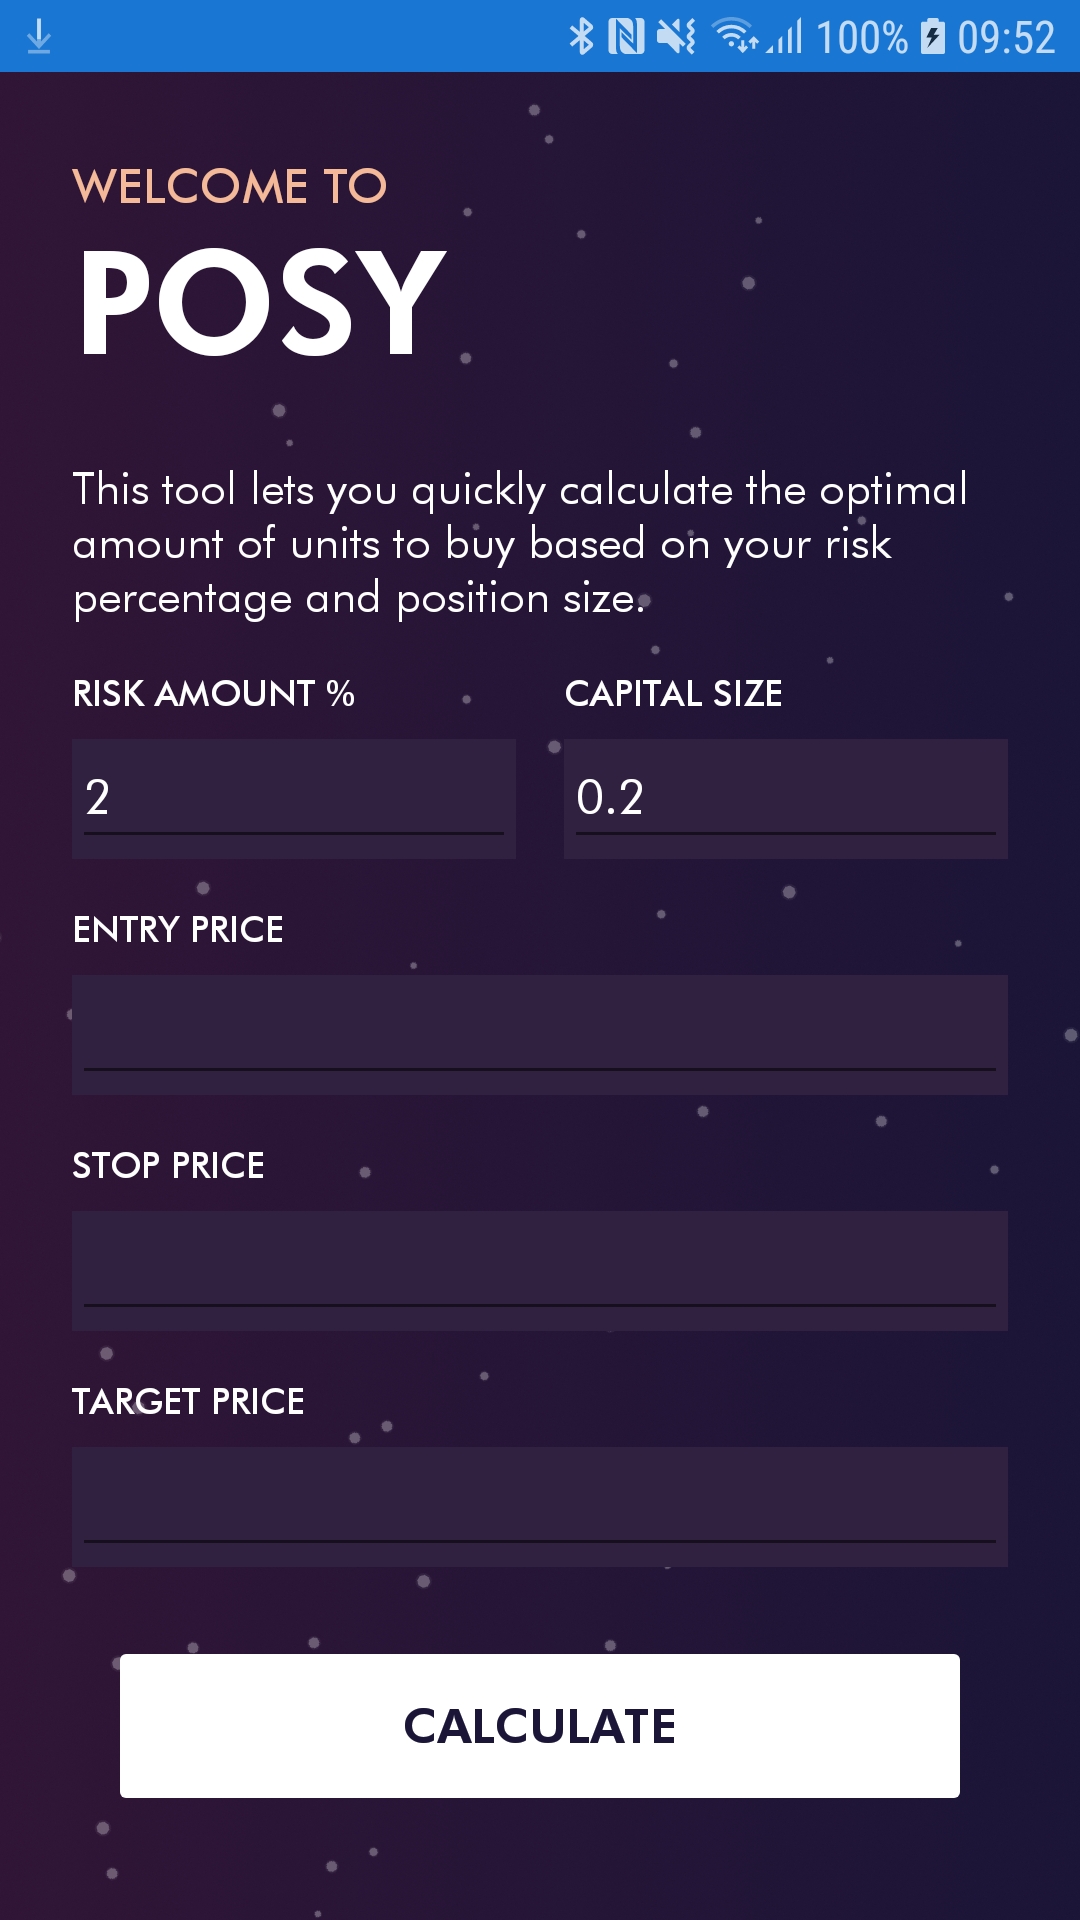 100% 09:52
WELCOME TO
POSY
This tool lets you quickly calculate the optimal
amount of units to buy based on your risk
percentage and position size.
RISK AMOUNT % CAPITAL SIZE
2 0.2
ENTRY PRICE
STOP PRICE
TARGET PRICE
CALCULATE